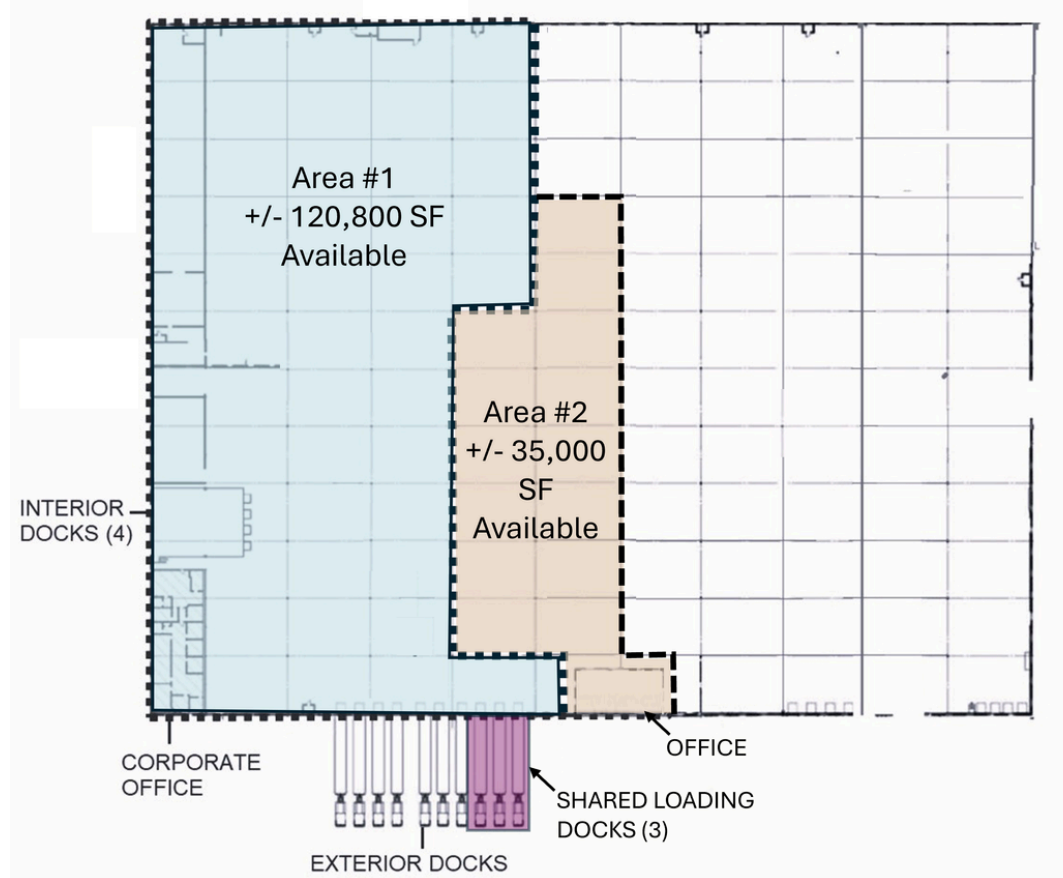 Area #1
+/- 120,800 SF
Available
Area #2
+/- 35,000
SF
Available
INTERIOR
DOCKS (4)
CORPORATE
OFFICE
OFFICE
SHARED LOADING
DOCKS (3)
EXTERIOR DOCKS